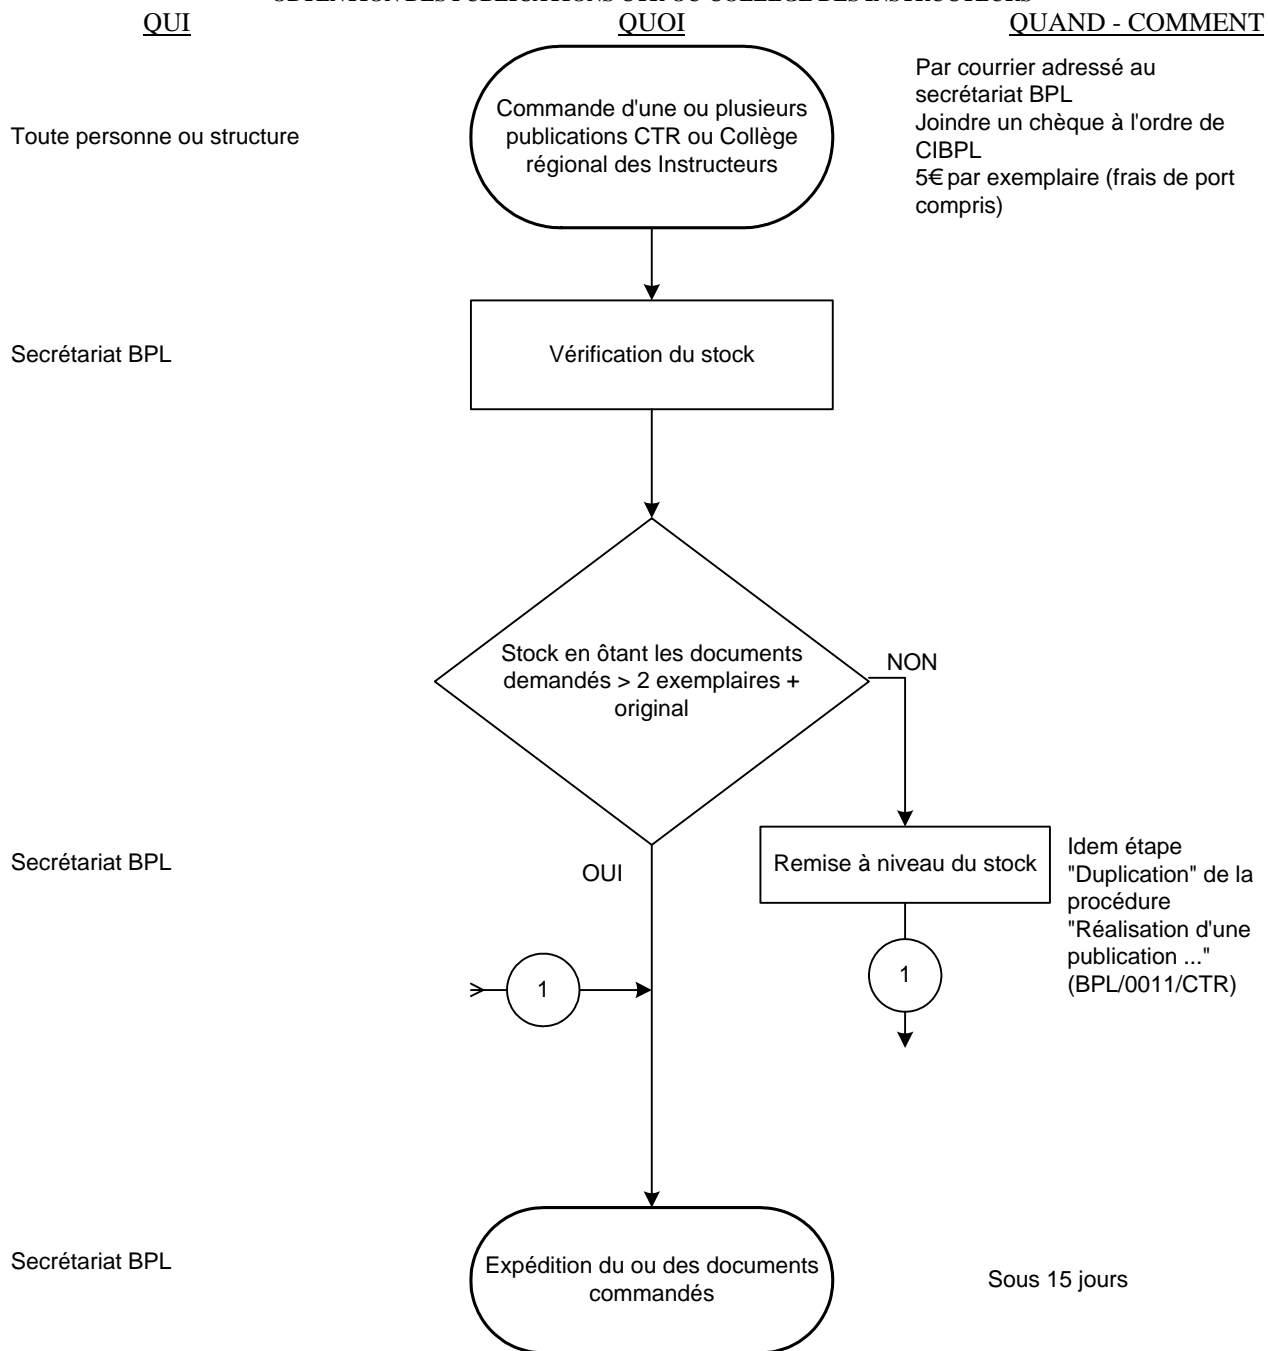 QUI
QUOI
QUAND - COMMENT
Toute personne ou structure
Commande d'une ou plusieurs
publications CTR ou Collège
régional des Instructeurs
Par courrier adressé au
secrétariat BPL
Joindre un chèque à l'ordre de
CIBPL
5€ par exemplaire (frais de port
compris)
Secrétariat BPL
Vérification du stock
Stock en ôtant les documents
demandés > 2 exemplaires +
original
NON
Secrétariat BPL
OUI
Remise à niveau du stock
Idem étape
"Duplication" de la
procédure
"Réalisation d'une
publication ..."
(BPL/0011/CTR)
1
1
Secrétariat BPL
Expédition du ou des documents
commandés
Sous 15 jours